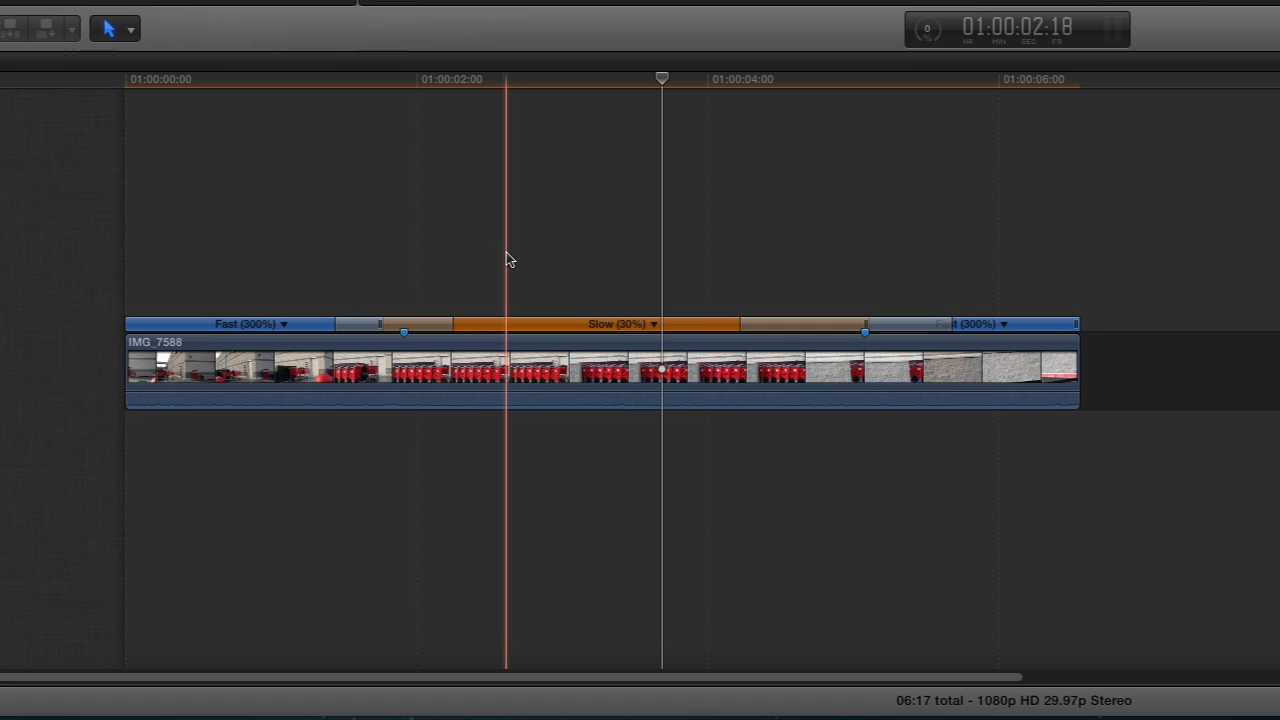 0
01:00:02:18
HR MIN SEC FR
01:00:00:00
01:00:02:00
01:00:04:00
01:00:06:00
Fast (300%)
Slow (30%)
Fast (300%)
IMG_7588
06:17 total - 1080p HD 29.97p Stereo